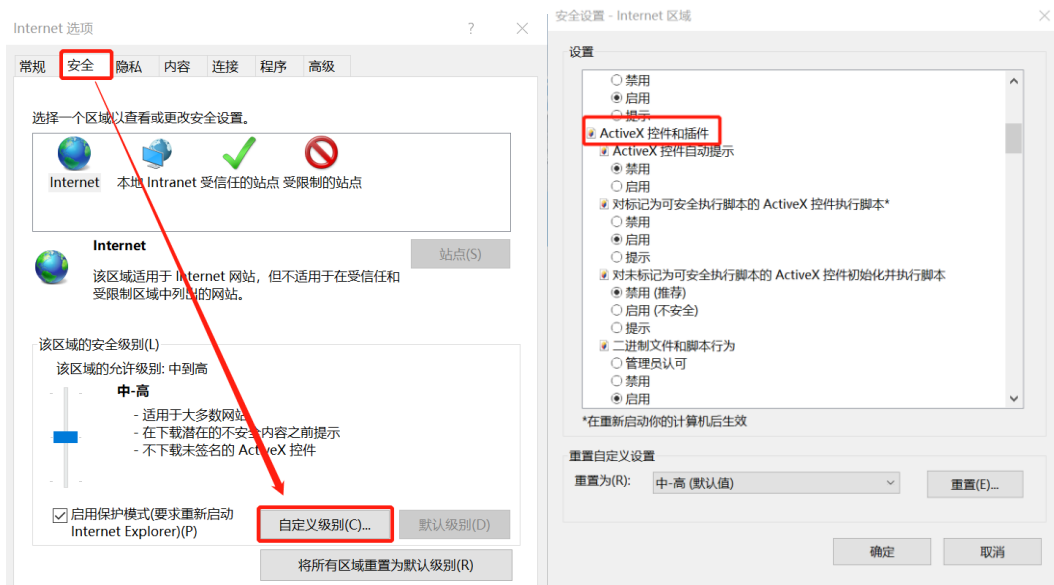 Internet 选项
?
常规 安全 隐私 内容 连接 程序 高级
选择一个区域以查看或更改安全设置。
Internet 本地 Intranet 受信任的站点 受限制的站点
Internet
站点(S)
该区域适用于 Internet 网站，但不适用于在受信任和
受限制区域中列出的网站。
该区域的安全级别(L)
该区域的允许级别: 中到高
中-高
- 适用于大多数网站
- 在下载潜在的不安全内容之前提示
- 不下载未签名的 ActiveX 控件
启用保护模式(要求重新启动
Internet Explorer)(P)
自定义级别(C)...
默认级别(D)
将所有区域重置为默认级别(R)
安全设置 - Internet 区域
设置
禁用
启用
提示
ActiveX 控件和插件
ActiveX 控件自动提示
禁用
启用
对标记为可安全执行脚本的 ActiveX 控件执行脚本*
禁用
启用
提示
对未标记为可安全执行脚本的 ActiveX 控件初始化并执行脚本
禁用 (推荐)
启用 (不安全)
提示
二进制文件和脚本行为
管理员认可
禁用
启用
*在重新启动你的计算机后生效
重置自定义设置
重置为(R):
中-高 (默认值)
重置(E)...
确定
取消